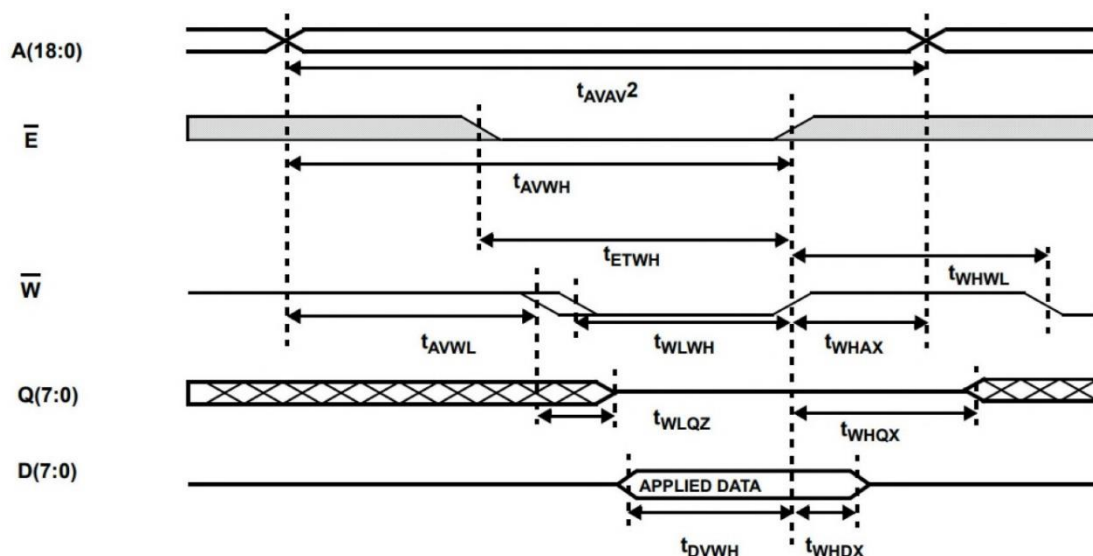 A(18:0)
tAVAV2
E
tAVWH
tETWH
W
tWHWL
tAVWL
tWLWH
tWHAX
Q(7:0)
tWLQZ
tWHQX
D(7:0)
APPLIED DATA
tDVWH
tWHDX